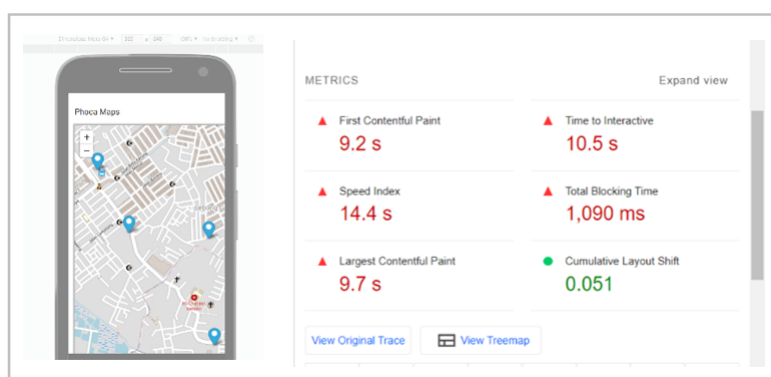 Phoca Maps
+
−
METRICS
Expand view
First Contentful Paint
9.2 s
Time to Interactive
10.5 s
Speed Index
14.4 s
Total Blocking Time
1,090 ms
Largest Contentful Paint
9.7 s
Cumulative Layout Shift
0.051
View Original Trace
View Treemap